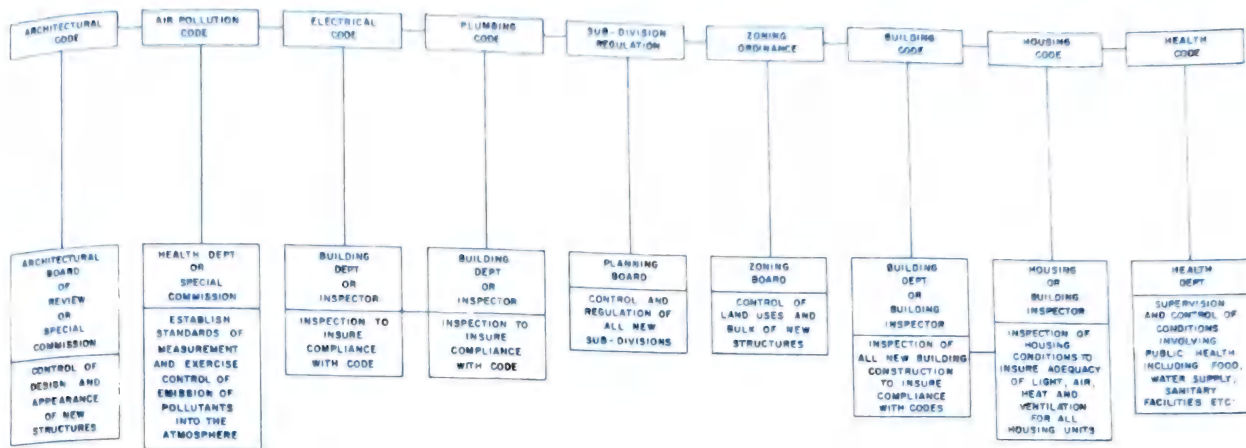 ARCHITECTURAL
CODE
AIR POLLUTION
CODE
ELECTRICAL
CODE
PLUMBING
CODE
SUB-DIVISION
REGULATION
ZONING
ORDINANCE
BUILDING
CODE
HOUSING
CODE
HEALTH
CODE
ARCHITECTURAL
BOARD
OF
REVIEW
OR
SPECIAL
COMMISSION
CONTROL OF
DESIGN AND
APPEARANCE
OF NEW
STRUCTURES
HEALTH DEPT
OR
SPECIAL
COMMISSION
ESTABLISH
STANDARDS OF
MEASUREMENT
AND EXERCISE
CONTROL OF
EMISSION OF
POLLUTANTS
INTO THE
ATMOSPHERE
BUILDING
DEPT
OR
INSPECTOR
INSPECTION TO
INSURE
COMPLIANCE
WITH CODE
BUILDING
DEPT
OR
INSPECTOR
INSPECTION TO
INSURE
COMPLIANCE
WITH CODE
PLANNING
BOARD
CONTROL AND
REGULATION OF
ALL NEW
SUB-DIVISIONS
ZONING
BOARD
CONTROL OF
LAND USES AND
BULK OF NEW
STRUCTURES
BUILDING
DEPT
OR
BUILDING
INSPECTOR
INSPECTION OF
ALL NEW BUILDING
CONSTRUCTION
TO INSURE
COMPLIANCE
WITH CODES
HOUSING
OR
BUILDING
INSPECTOR
INSPECTION OF
HOUSING
CONDITIONS TO
INSURE ADEQUACY
OF LIGHT, AIR,
HEAT AND
VENTILATION
FOR ALL
HOUSING UNITS
HEALTH
DEPT
SUPERVISION
AND CONTROL OF
CONDITIONS
INVOLVING
PUBLIC HEALTH
INCLUDING FOOD,
WATER SUPPLY,
SANITARY
FACILITIES ETC.